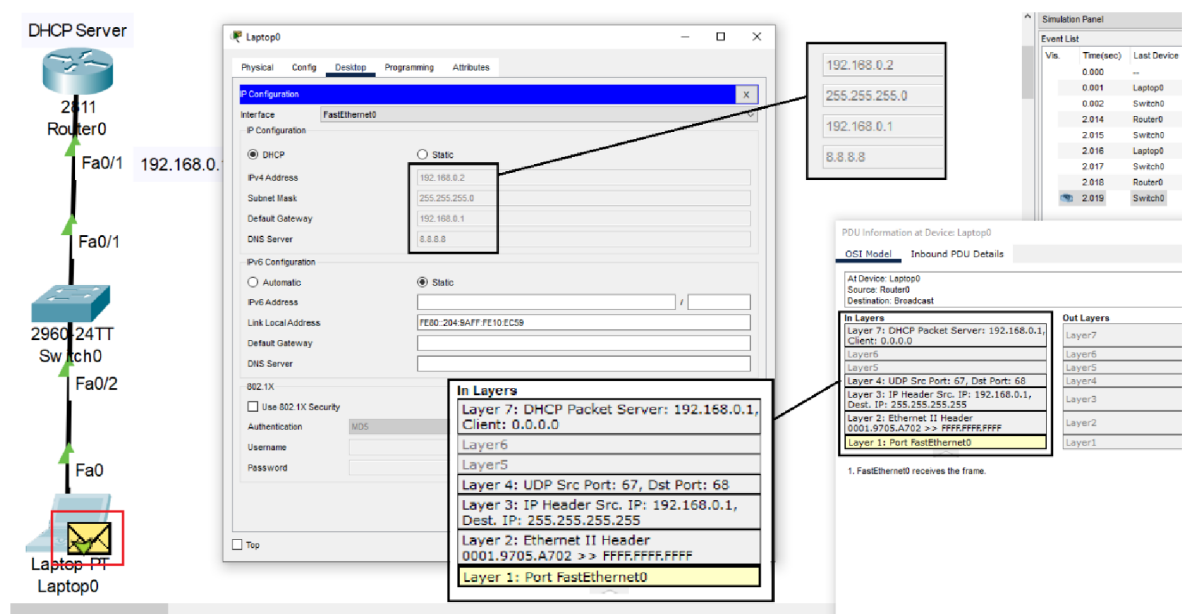 DHCP Server
2811
Router0
Fa0/1
192.168.0.
Fa0/1
2960-24TT
Switch0
Fa0/2
Fa0
Laptop-PT
Laptop0
Laptop0
Physical Config Desktop Programming Attributes
IP Configuration
X
Interface FastEthernet0
IP Configuration
DHCP Static
IPv4 Address 192.168.0.2
Subnet Mask 255.255.255.0
Default Gateway 192.168.0.1
DNS Server 8.8.8.8
IPv6 Configuration
Automatic Static
IPv6 Address /
Link Local Address FE80::204:9AFF:FE10:EC59
Default Gateway
DNS Server
802.1X
Use 802.1X Security
Authentication MD5
Username
Password
Top
192.168.0.2
255.255.255.0
192.168.0.1
8.8.8.8
In Layers
Layer 7: DHCP Packet Server: 192.168.0.1,
Client: 0.0.0.0
Layer6
Layer5
Layer 4: UDP Src Port: 67, Dst Port: 68
Layer 3: IP Header Src. IP: 192.168.0.1,
Dest. IP: 255.255.255.255
Layer 2: Ethernet II Header
0001.9705.A702 >> FFFF.FFFF.FFFF
Layer 1: Port FastEthernet0
Simulation Panel
Event List
Vis. Time(sec) Last Device
0.000 --
0.001 Laptop0
0.002 Switch0
2.014 Router0
2.015 Switch0
2.016 Laptop0
2.017 Switch0
2.018 Router0
2.019 Switch0
PDU Information at Device: Laptop0
OSI Model Inbound PDU Details
At Device: Laptop0
Source: Router0
Destination: Broadcast
In Layers
Layer 7: DHCP Packet Server: 192.168.0.1,
Client: 0.0.0.0
Layer6
Layer5
Layer 4: UDP Src Port: 67, Dst Port: 68
Layer 3: IP Header Src. IP: 192.168.0.1,
Dest. IP: 255.255.255.255
Layer 2: Ethernet II Header
0001.9705.A702 >> FFFF.FFFF.FFFF
Layer 1: Port FastEthernet0
Out Layers
Layer7
Layer6
Layer5
Layer4
Layer3
Layer2
Layer1
1. FastEthernet0 receives the frame.